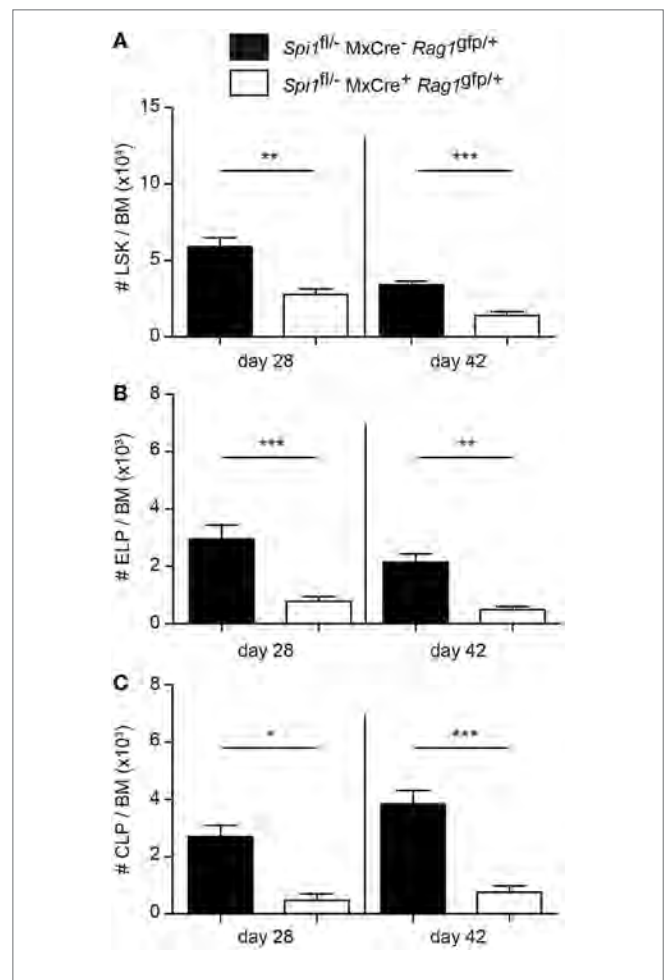 A
Spi1fl/- MxCre- Rag1gfp/+
Spi1fl/- MxCre+ Rag1gfp/+
15
10
5
0
# LSK / BM (x10⁴)
**
***
day 28
day 42
B
8
6
4
2
0
# ELP / BM (x10³)
***
**
day 28
day 42
C
8
6
4
2
0
# CLP / BM (x10³)
*
***
day 28
day 42